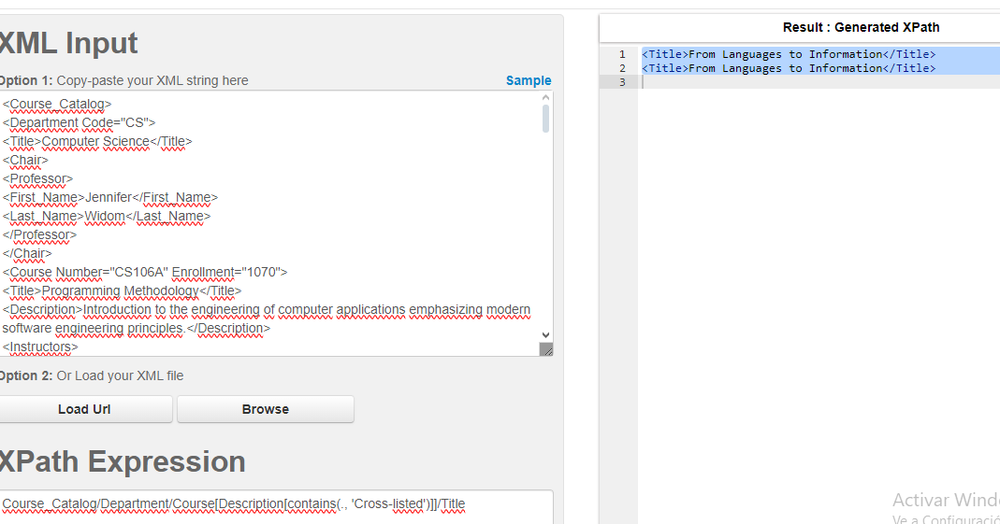 XML Input
Option 1: Copy-paste your XML string here
Sample
<Course_Catalog>
<Department Code="CS">
<Title>Computer Science</Title>
<Chair>
<Professor>
<First_Name>Jennifer</First_Name>
<Last_Name>Widom</Last_Name>
</Professor>
</Chair>
<Course Number="CS106A" Enrollment="1070">
<Title>Programming Methodology</Title>
<Description>Introduction to the engineering of computer applications emphasizing modern
software engineering principles.</Description>
<Instructors>
Option 2: Or Load your XML file
Load Url
Browse
XPath Expression
Course_Catalog/Department/Course[Description[contains(., 'Cross-listed')]]/Title
Result : Generated XPath
1 <Title>From Languages to Information</Title>
2 <Title>From Languages to Information</Title>
3
Activar Wind
Ve a Configuració